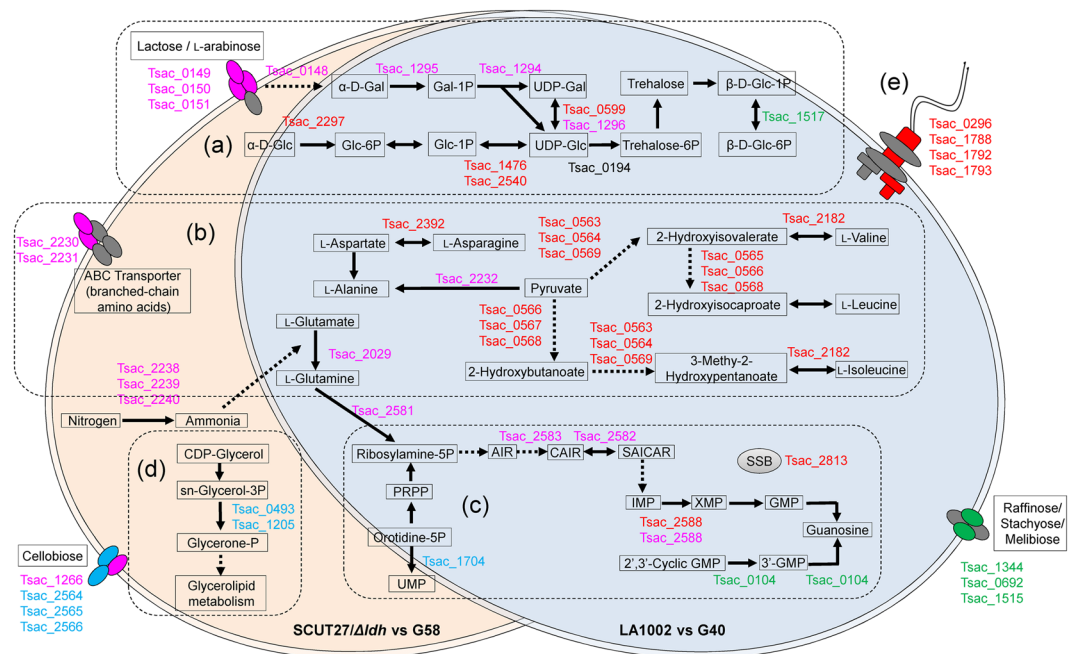 Lactose / L-arabinose
Tsac_0149
Tsac_0150
Tsac_0151
Tsac_0148
Tsac_1295
Tsac_1294
α-D-Gal
Gal-1P
UDP-Gal
Trehalose
β-D-Glc-1P
Tsac_0599
Tsac_1296
Tsac_1517
(a)
Tsac_2297
α-D-Glc
Glc-6P
Glc-1P
UDP-Glc
Trehalose-6P
β-D-Glc-6P
Tsac_1476
Tsac_2540
Tsac_0194
(e)
Tsac_0296
Tsac_1788
Tsac_1792
Tsac_1793
(b)
Tsac_2230
Tsac_2231
ABC Transporter
(branched-chain
amino acids)
Tsac_2392
L-Aspartate
L-Asparagine
Tsac_0563
Tsac_0564
Tsac_0569
2-Hydroxyisovalerate
Tsac_2182
L-Valine
Tsac_0565
Tsac_0566
Tsac_0568
L-Alanine
Tsac_2232
Pyruvate
2-Hydroxyisocaproate
L-Leucine
Tsac_0566
Tsac_0567
Tsac_0568
Tsac_0563
Tsac_0564
Tsac_0569
L-Glutamate
Tsac_2029
L-Glutamine
2-Hydroxybutanoate
3-Methy-2-
Hydroxypentanoate
Tsac_2182
L-Isoleucine
Tsac_2238
Tsac_2239
Tsac_2240
Nitrogen
Ammonia
Tsac_2581
(d)
CDP-Glycerol
sn-Glycerol-3P
Tsac_0493
Tsac_1205
Glycerone-P
Glycerolipid
metabolism
Ribosylamine-5P
AIR
Tsac_2583
CAIR
Tsac_2582
SAICAR
SSB
Tsac_2813
PRPP
(c)
IMP
XMP
GMP
Tsac_2588
Tsac_2588
Guanosine
Orotidine-5P
Tsac_1704
UMP
2',3'-Cyclic GMP
3'-GMP
Tsac_0104
Tsac_0104
Cellobiose
Tsac_1266
Tsac_2564
Tsac_2565
Tsac_2566
Raffinose/
Stachyose/
Melibiose
Tsac_1344
Tsac_0692
Tsac_1515
SCUT27/Δldh vs G58
LA1002 vs G40